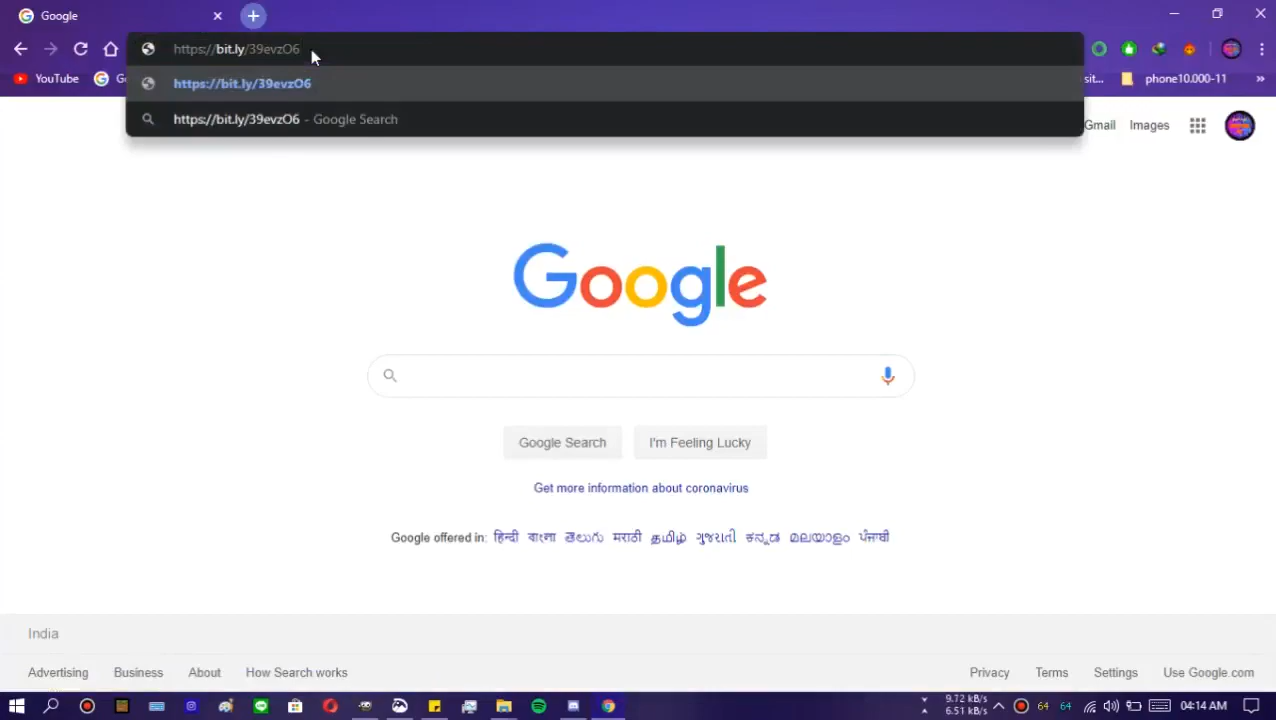 Google
https://bit.ly/39evzO6
https://bit.ly/39evzO6
https://bit.ly/39evzO6 - Google Search
YouTube
sit...
phone10.000-11
Gmail Images
Google
Google Search I'm Feeling Lucky
Get more information about coronavirus
Google offered in: हिन्दी বাংলা తెలుగు मराठी தமிழ் ગુજરાતી ಕನ್ನಡ മലയാളം ਪੰਜਾਬੀ
India
Advertising Business About How Search works Privacy Terms Settings Use Google.com
9.72 kB/s
6.51 kB/s
64 64
04:14 AM